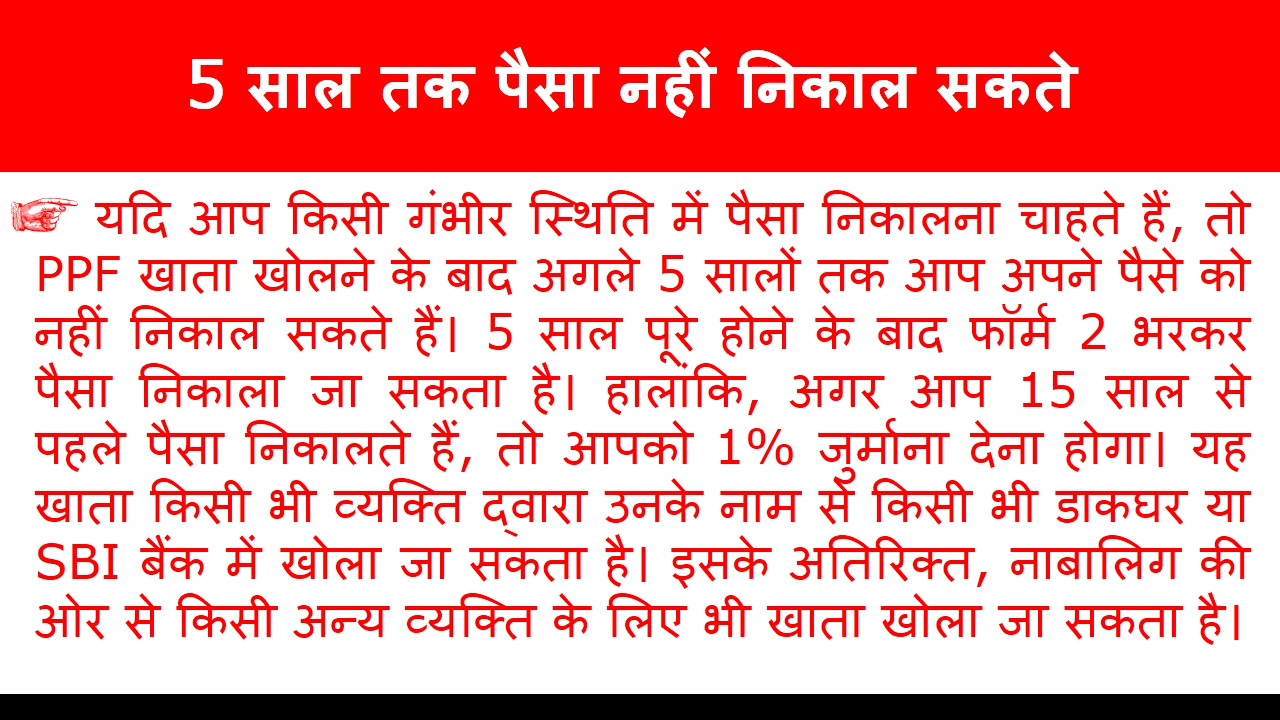 5 साल तक पैसा नहीं निकाल सकते
यदि आप किसी गंभीर स्थिति में पैसा निकालना चाहते हैं, तो
PPF खाता खोलने के बाद अगले 5 सालों तक आप अपने पैसे को
नहीं निकाल सकते हैं। 5 साल पूरे होने के बाद फॉर्म 2 भरकर
पैसा निकाला जा सकता है। हालांकि, अगर आप 15 साल से
पहले पैसा निकालते हैं, तो आपको 1% जुर्माना देना होगा। यह
खाता किसी भी व्यक्ति द्वारा उनके नाम से किसी भी डाकघर या
SBI बैंक में खोला जा सकता है। इसके अतिरिक्त, नाबालिग की
ओर से किसी अन्य व्यक्ति के लिए भी खाता खोला जा सकता है।